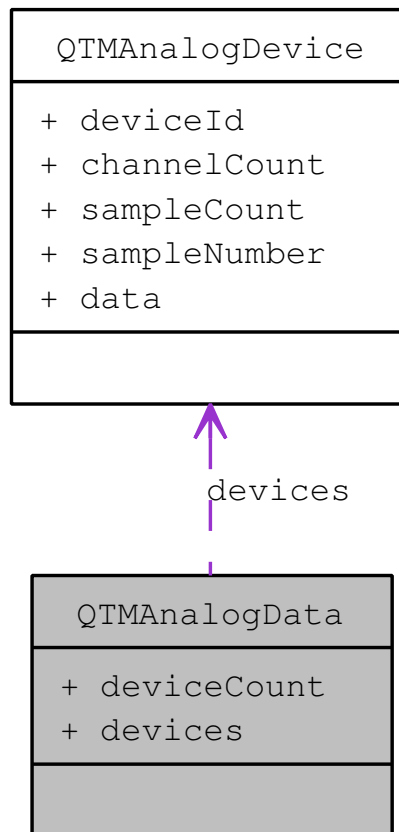 QTMAnalogDevice
+ deviceId
+ channelCount
+ sampleCount
+ sampleNumber
+ data
devices
QTMAnalogData
+ deviceCount
+ devices